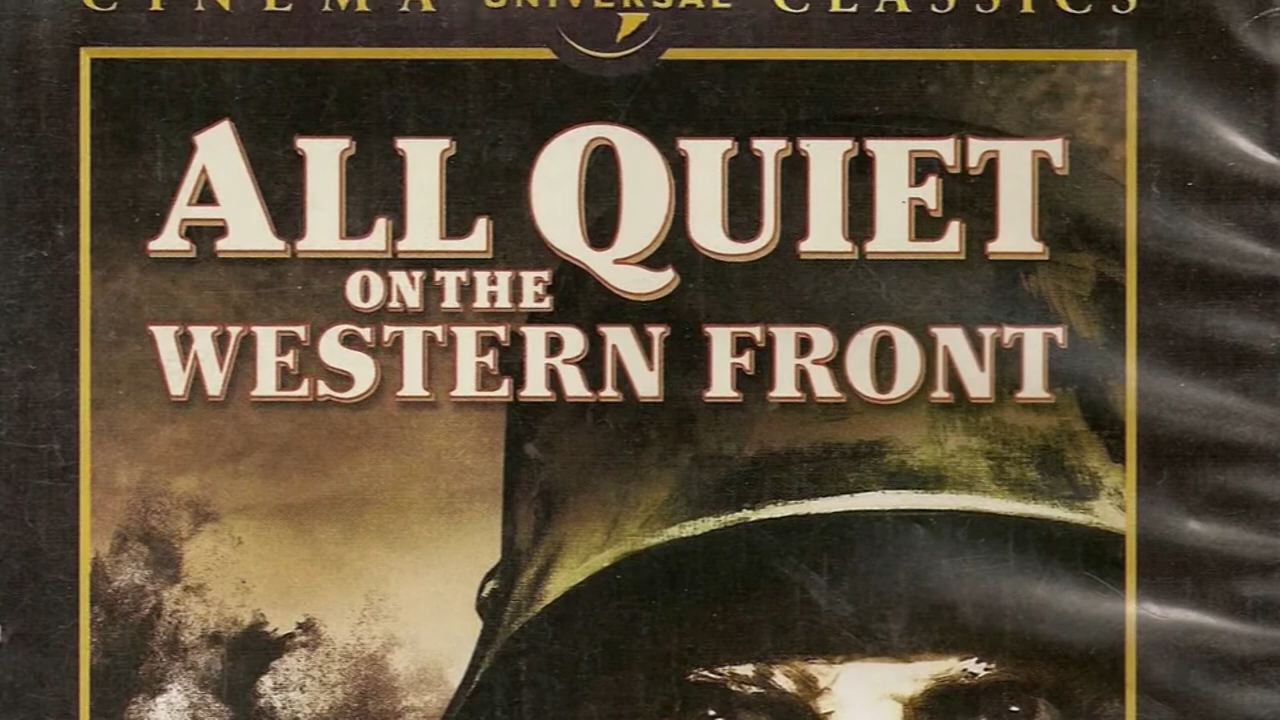 CINEMA UNIVERSAL CLASSICS
ALL QUIET
ON THE
WESTERN FRONT